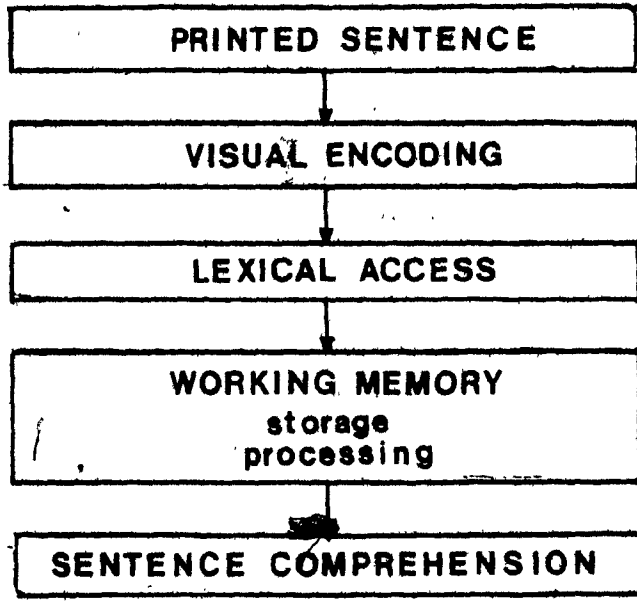 PRINTED SENTENCE
VISUAL ENCODING
LEXICAL ACCESS
WORKING MEMORY
storage
processing
SENTENCE COMPREHENSION